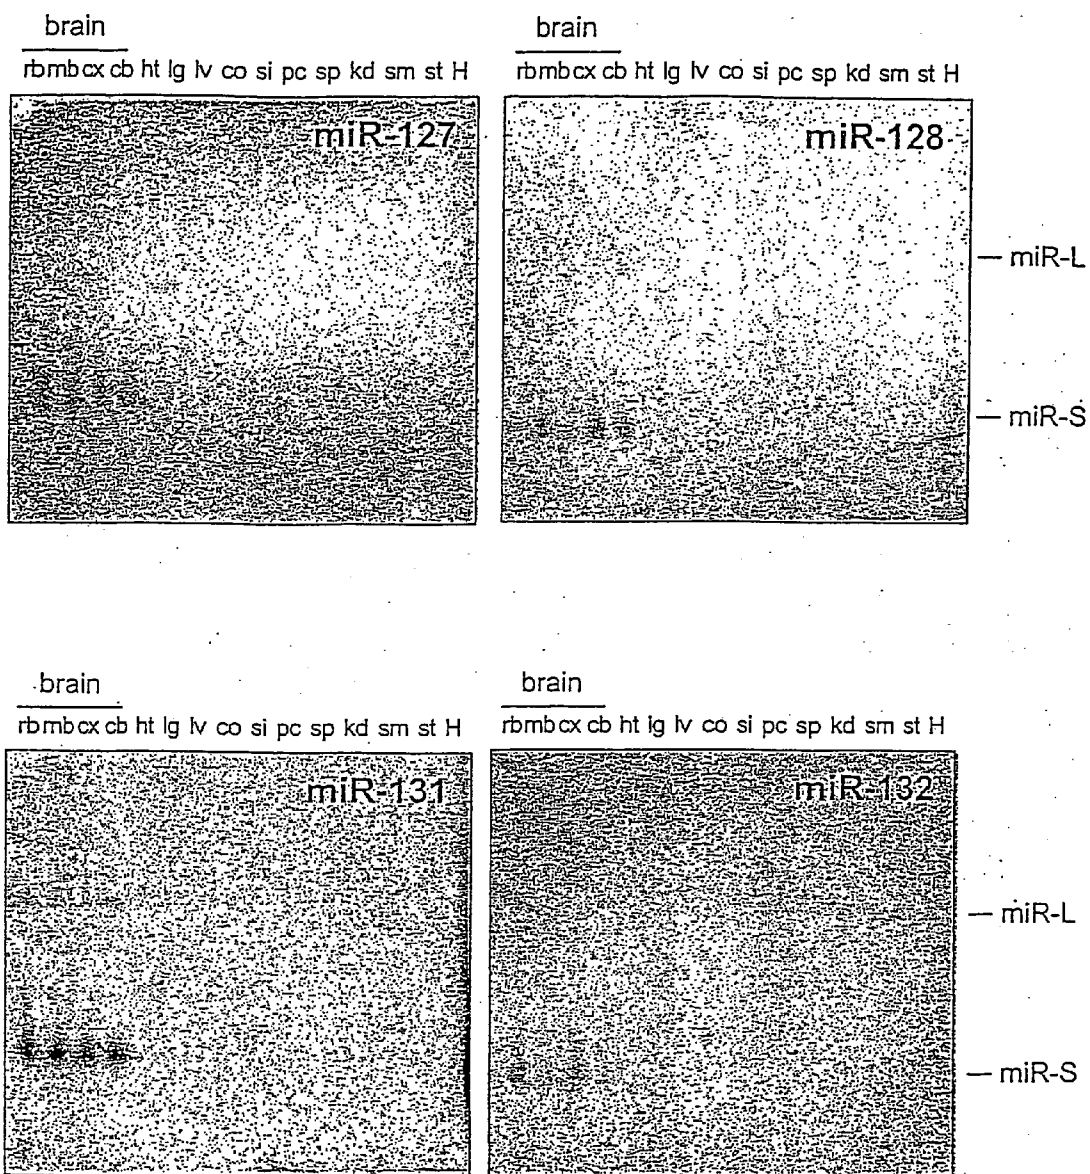 brain
rb mb cx cb ht lg lv co si pc sp kd sm st H
miR-127
brain
rb mb cx cb ht lg lv co si pc sp kd sm st H
miR-128
miR-L
miR-S
brain
rb mb cx cb ht lg lv co si pc sp kd sm st H
miR-131
brain
rb mb cx cb ht lg lv co si pc sp kd sm st H
miR-132
miR-L
miR-S